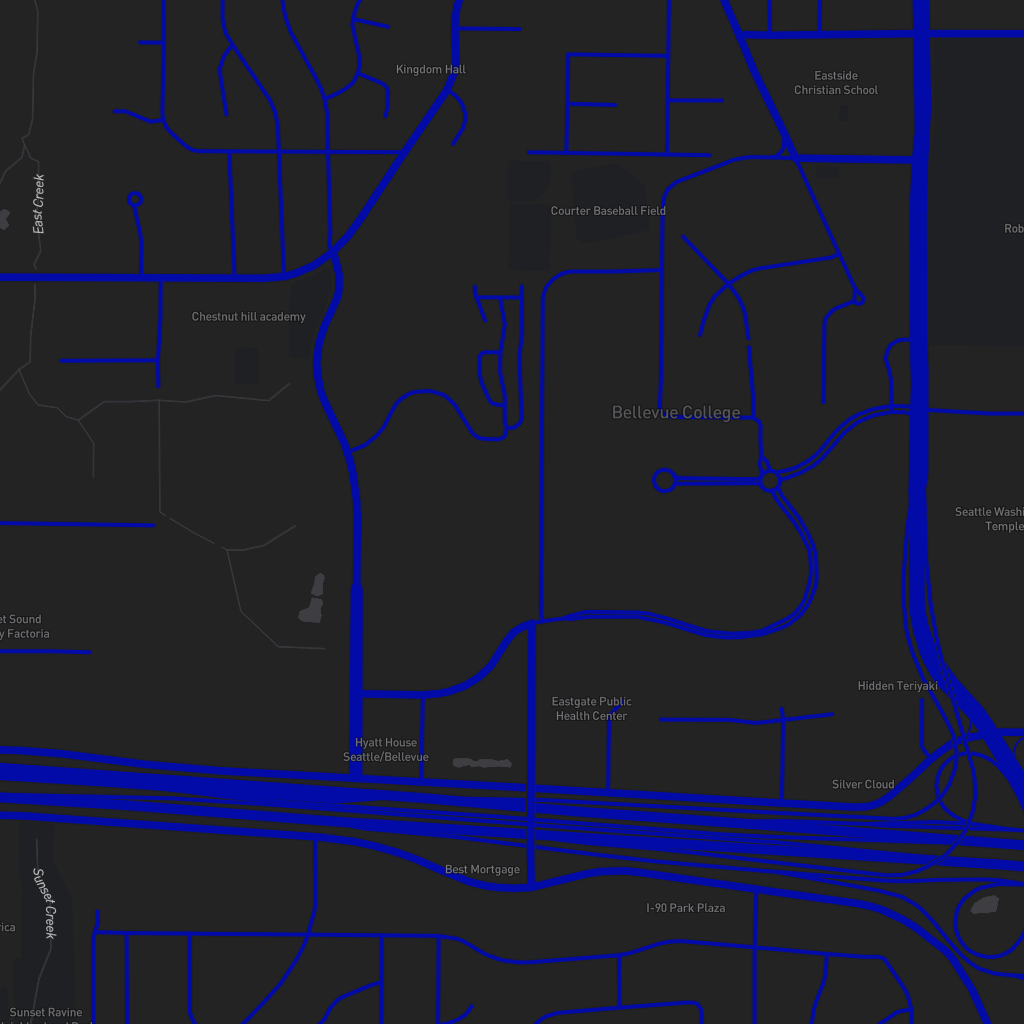 Kingdom Hall
Eastside
Christian School
East Creek
Courter Baseball Field
Rob
Chestnut hill academy
Bellevue College
Seattle Washi
Temple
et Sound
y Factoria
Hidden Teriyaki
Eastgate Public
Health Center
Hyatt House
Seattle/Bellevue
Silver Cloud
Best Mortgage
Sunset Creek
I-90 Park Plaza
rica
Sunset Ravine